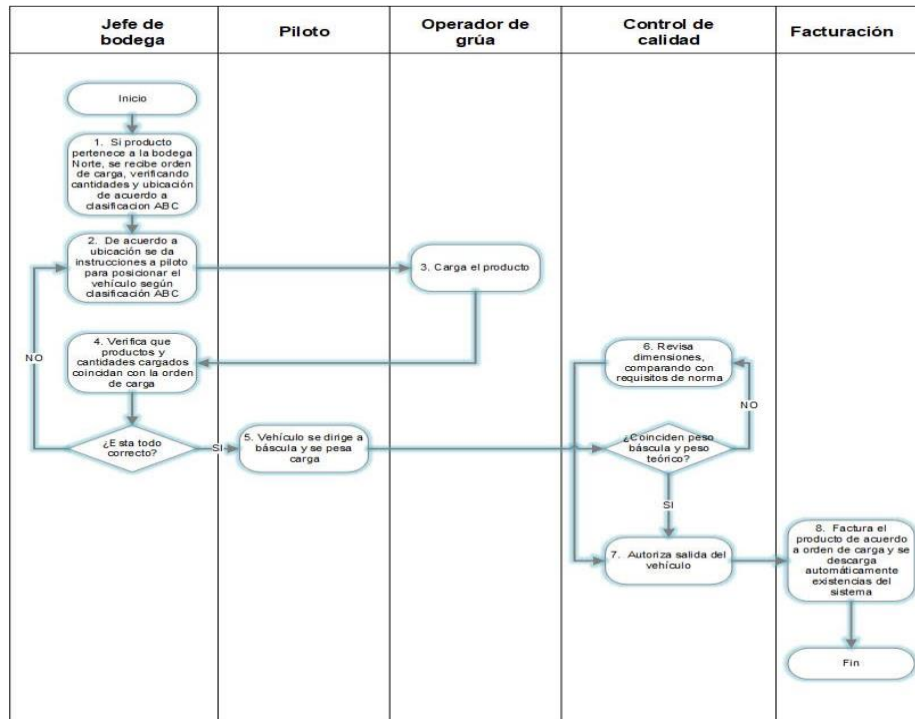 Jefe de
bodega
Piloto
Operador de
grúa
Control de
calidad
Facturación
Inicio
1. Si producto
pertenece a la bodega
Norte, se recibe orden
de carga, verificando
cantidades y ubicación
de acuerdo a
clasificacion ABC
2. De acuerdo a
ubicación se da
instrucciones a piloto
para posicionar el
vehículo según
clasificación ABC
3. Carga el producto
4. Verifica que
productos y
cantidades cargados
coincidan con la orden
de carga
NO
¿Esta todo
correcto?
SI
5. Vehículo se dirige a
báscula y se pesa
carga
6. Revisa
dimensiones,
comparando con
requisitos de norma
NO
¿Coinciden peso
báscula y peso
teórico?
SI
7. Autoriza salida del
vehículo
8. Factura el
producto de acuerdo
a orden de carga y se
descarga
automáticamente
existencias del
sistema
Fin